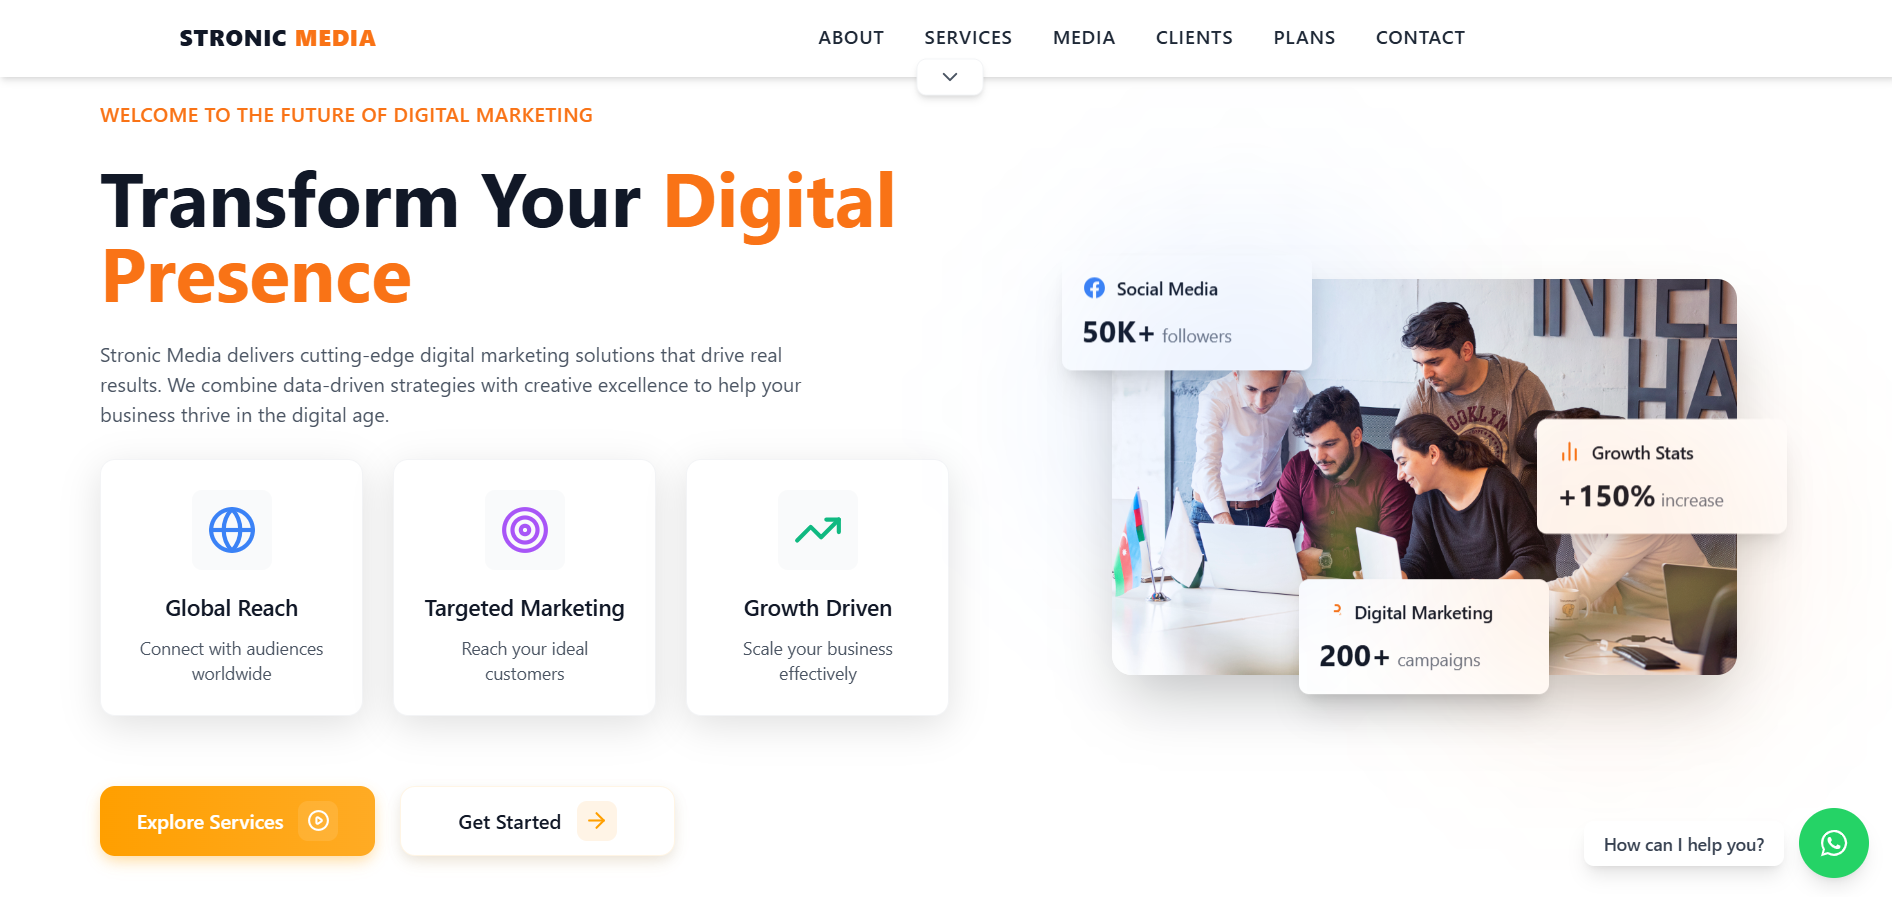 STRONIC MEDIA
ABOUT SERVICES MEDIA CLIENTS PLANS CONTACT
WELCOME TO THE FUTURE OF DIGITAL MARKETING
Transform Your Digital
Presence
Stronic Media delivers cutting-edge digital marketing solutions that drive real
results. We combine data-driven strategies with creative excellence to help your
business thrive in the digital age.
Global Reach
Connect with audiences
worldwide
Targeted Marketing
Reach your ideal
customers
Growth Driven
Scale your business
effectively
Explore Services
Get Started
Social Media
50K+ followers
Growth Stats
+150% increase
Digital Marketing
200+ campaigns
How can I help you?